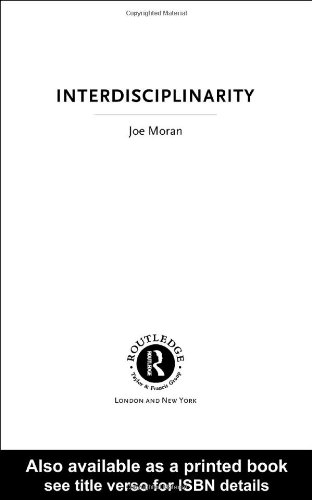 Copyrighted Material
INTERDISCIPLINARITY
Joe Moran
ROUTLEDGE
ROUTLEDGE
Taylor & Francis Group
LONDON AND NEW YORK
Also available as a printed book
see title verso for ISBN details